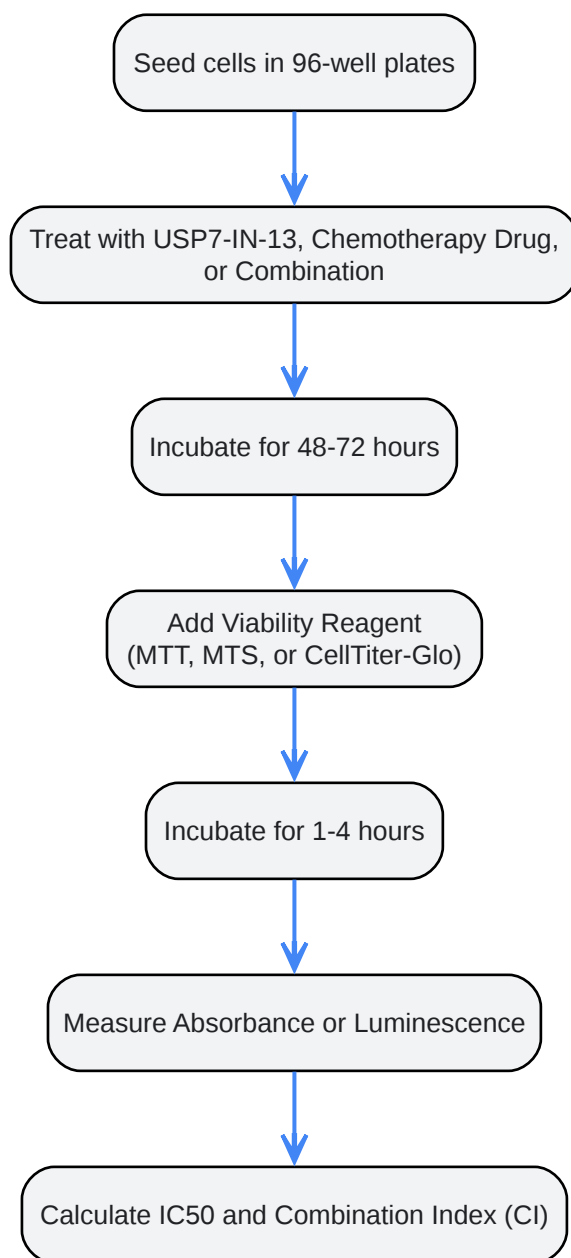 Seed cells in 96-well plates
Treat with USP7-IN-13, Chemotherapy Drug,
or Combination
Incubate for 48-72 hours
Add Viability Reagent
(MTT, MTS, or CellTiter-Glo)
Incubate for 1-4 hours
Measure Absorbance or Luminescence
Calculate IC50 and Combination Index (CI)